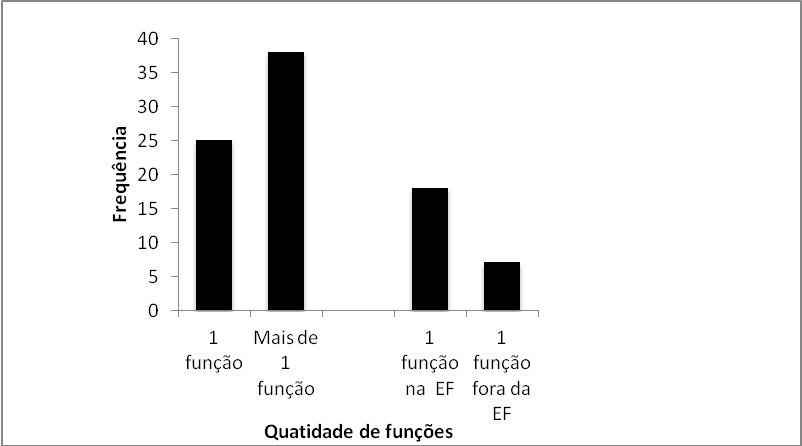 Frequência
40
35
30
25
20
15
10
5
0
1
função
Mais de
1
função
1
função
na EF
1
função
fora da
EF
Quatidade de funções